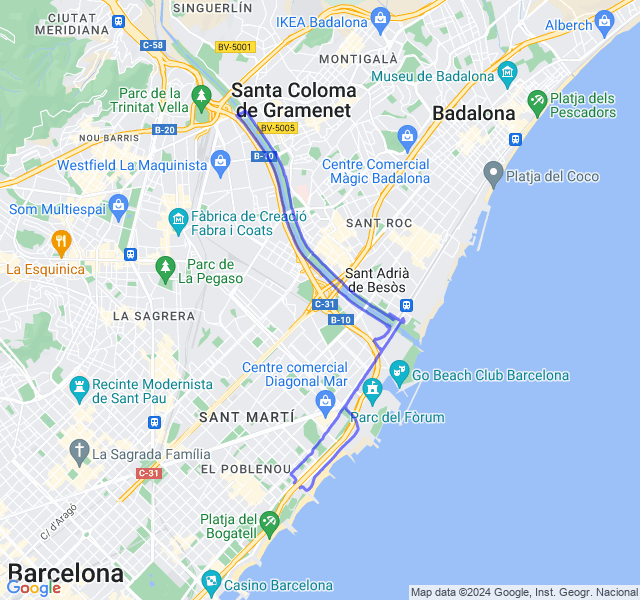 SINGUERLÍN
CIUTAT
MERIDIANA
IKEA Badalona
Alberch
C-58
BV-5001
MONTIGALÀ
Museu de Badalona
Parc de la
Trinitat Vella
Santa Coloma
de Gramenet
Badalona
Platja dels
Pescadors
NOU BARRIS
B-20
BV-5005
Westfield La Maquinista
B-10
Centre Comercial
Màgic Badalona
Platja del Coco
Som Multiespai
Fàbrica de Creació
Fabra i Coats
SANT ROC
La Esquinica
Parc de
La Pegaso
Sant Adrià
de Besòs
LA SAGRERA
C-31
B-10
Centre comercial
Diagonal Mar
Go Beach Club Barcelona
Recinte Modernista
de Sant Pau
SANT MARTÍ
Parc del Fòrum
La Sagrada Família
C-31
EL POBLENOU
C/ d'Aragó
Platja del
Bogatell
Barcelona
Casino Barcelona
Google
Map data ©2024 Google, Inst. Geogr. Nacional